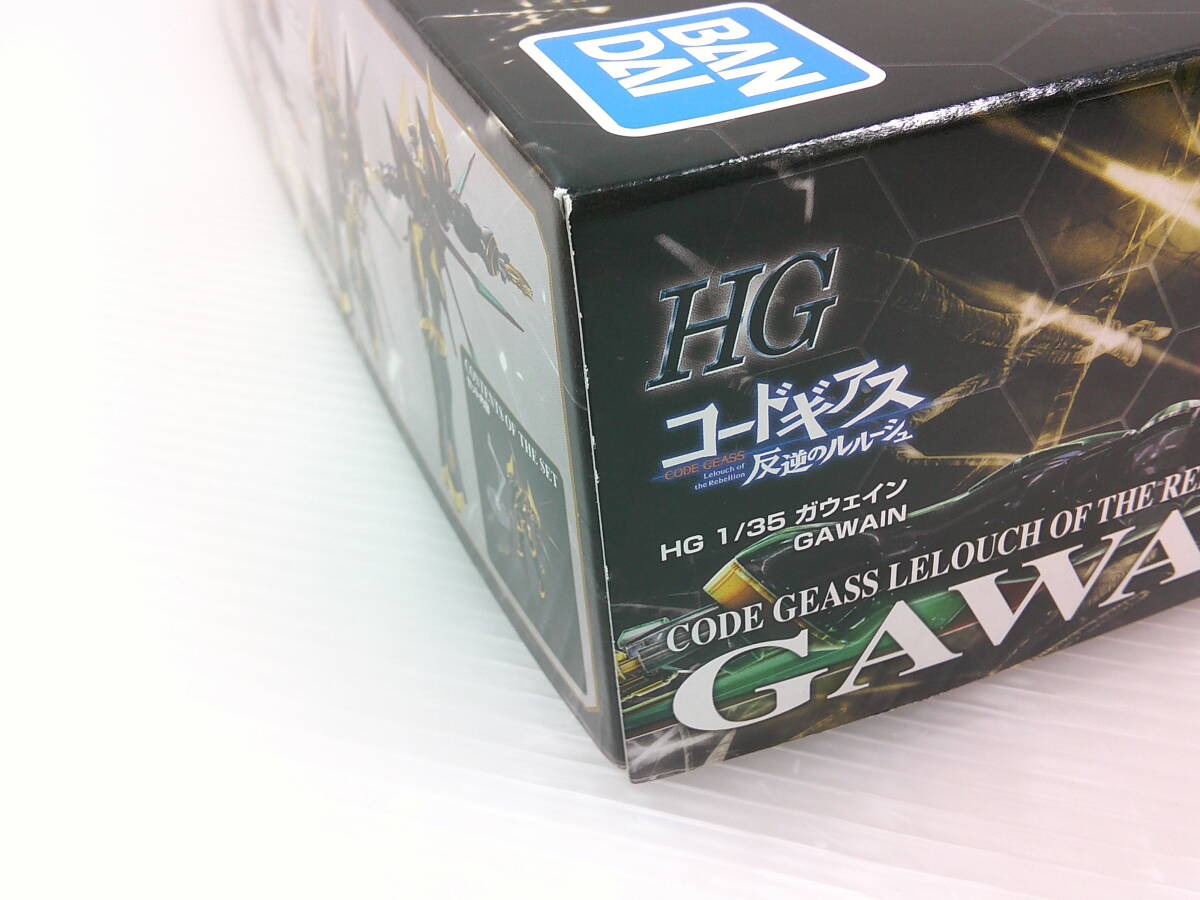 BAN
DAI
HG
コードギアス
CODE GEASS
反逆のルルーシュ
Lelouch of
the Rebellion
HG 1/35 ガウェイン
GAWAIN
CODE GEASS LELOUCH OF THE RE
GAWA
CONTENTS OF THE SET